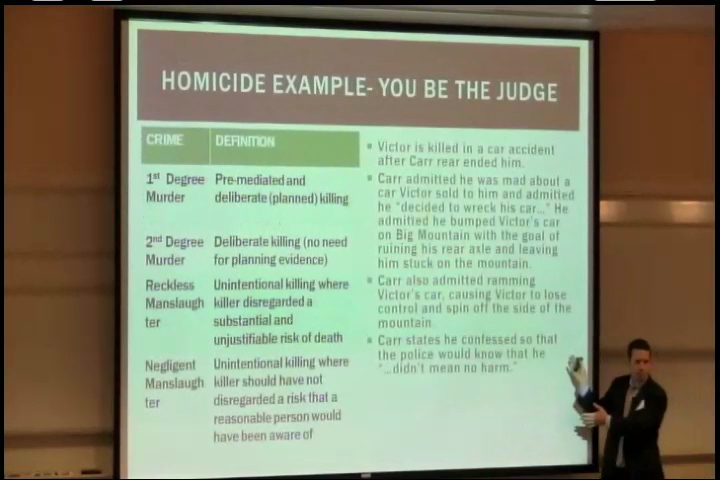 HOMICIDE EXAMPLE- YOU BE THE JUDGE
CRIME DEFINITION
1st Degree Pre-mediated and
Murder deliberate (planned) killing
2nd Degree Deliberate killing (no need
Murder for planning evidence)
Reckless Unintentional killing where
Manslaugh killer disregarded a
ter substantial and
unjustifiable risk of death
Negligent Unintentional killing where
Manslaugh killer should have not
ter disregarded a risk that a
reasonable person would
have been aware of
▪ Victor is killed in a car accident
after Carr rear ended him.
▪ Carr admitted he was mad about a
car Victor sold to him and admitted
he "decided to wreck his car..." He
admitted he bumped Victor's car
on Big Mountain with the goal of
ruining his rear axle and leaving
him stuck on the mountain.
▪ Carr also admitted ramming
Victor's car, causing Victor to lose
control and spin off the side of the
mountain.
▪ Carr states he confessed so that
the police would know that he
"...didn't mean no harm."